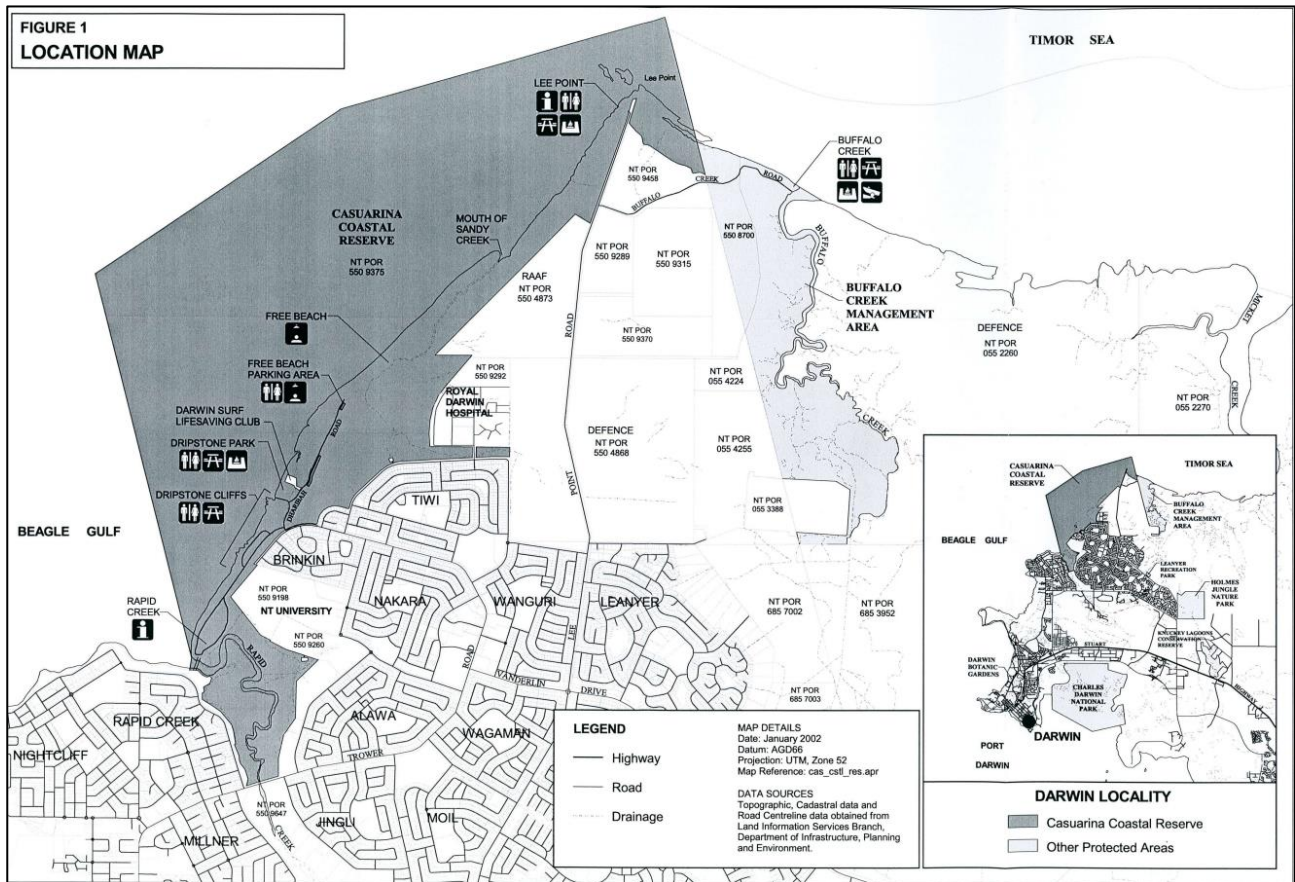 FIGURE 1
LOCATION MAP
TIMOR SEA
Lee Point
LEE POINT
BUFFALO
CREEK
NT POR
550 9458
BUFFALO CREEK ROAD
CASUARINA
COASTAL
RESERVE
NT POR
550 9375
MOUTH OF
SANDY
CREEK
NT POR
550 8700
NT POR
550 9289
NT POR
550 9315
RAAF
NT POR
550 4873
BUFFALO
CREEK
BUFFALO
CREEK
MANAGEMENT
AREA
MICKET
CREEK
DEFENCE
NT POR
055 2260
FREE BEACH
ROAD
NT POR
550 9370
FREE BEACH
PARKING AREA
NT POR
550 9292
NT POR
055 4224
NT POR
055 2270
ROYAL
DARWIN
HOSPITAL
DARWIN SURF
LIFESAVING CLUB
ROAD
DRIPSTONE PARK
DEFENCE
NT POR
550 4868
NT POR
055 4255
DRIPSTONE CLIFFS
DHARIBAH
POINT
TIWI
NT POR
055 3388
BEAGLE GULF
BRINKIN
NT POR
550 9198
NT UNIVERSITY
NAKARA
WANGURI
LEANYER
NT POR
685 7002
NT POR
685 3952
RAPID
CREEK
NT POR
550 9260
RAPID
LEE
ROAD
VANDERLIN DRIVE
NT POR
685 7003
RAPID CREEK
ALAWA
WAGAMAN
NIGHTCLIFF
TROWER
NT POR
550 9647
CREEK
MILLNER
JINGLI
MOIL
LEGEND
Highway
Road
Drainage
MAP DETAILS
Date: January 2002
Datum: AGD66
Projection: UTM, Zone 52
Map Reference: cas_cstl_res.apr
DATA SOURCES
Topographic, Cadastral data and
Road Centreline data obtained from
Land Information Services Branch,
Department of Infrastructure, Planning
and Environment.
CASUARINA
COASTAL
RESERVE
TIMOR SEA
BUFFALO
CREEK
MANAGEMENT
AREA
BEAGLE GULF
LEANYER
RECREATION
PARK
HOLMES
JUNGLE
NATURE
PARK
KNUCKEY LAGOONS
CONSERVATION
RESERVE
STUART
HIGHWAY
DARWIN
BOTANIC
GARDENS
CHARLES
DARWIN
NATIONAL
PARK
DARWIN
PORT
DARWIN
DARWIN LOCALITY
Casuarina Coastal Reserve
Other Protected Areas